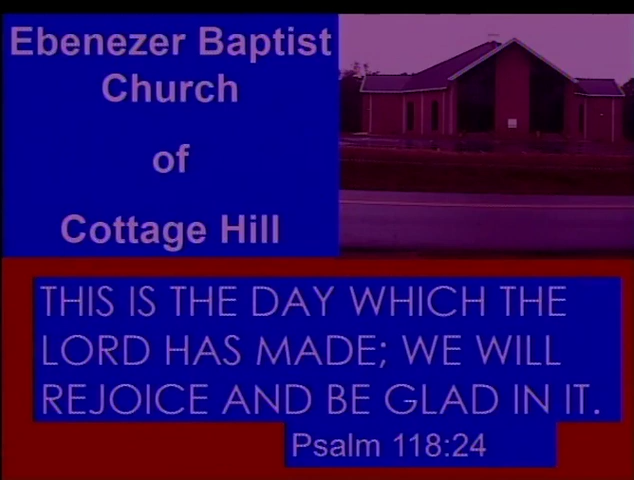 Ebenezer Baptist
Church
of
Cottage Hill
THIS IS THE DAY WHICH THE
LORD HAS MADE; WE WILL
REJOICE AND BE GLAD IN IT.
Psalm 118:24